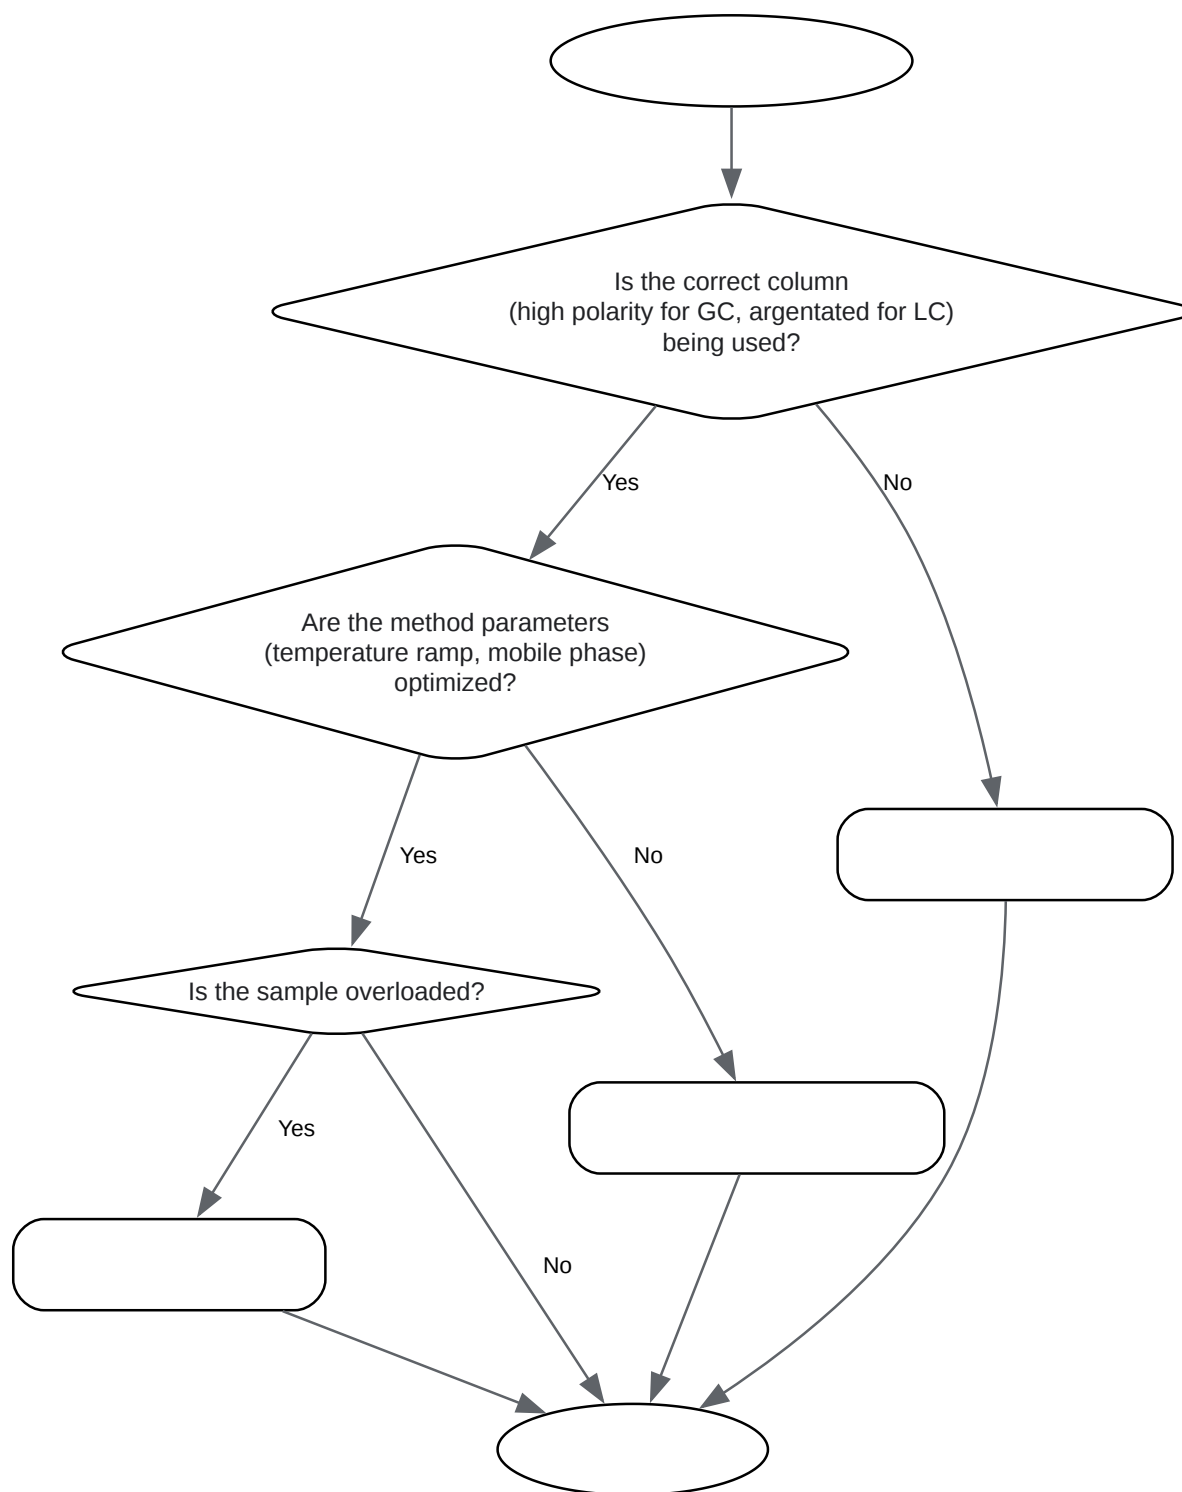 Is the correct column
(high polarity for GC, argentated for LC)
being used?
Yes
No
Are the method parameters
(temperature ramp, mobile phase)
optimized?
Yes
No
Is the sample overloaded?
Yes
No